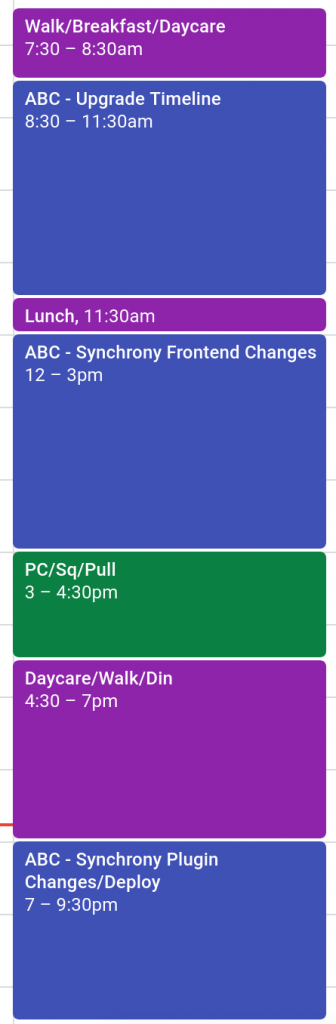 Walk/Breakfast/Daycare
7:30 – 8:30am
ABC - Upgrade Timeline
8:30 – 11:30am
Lunch, 11:30am
ABC - Synchrony Frontend Changes
12 – 3pm
PC/Sq/Pull
3 – 4:30pm
Daycare/Walk/Din
4:30 – 7pm
ABC - Synchrony Plugin
Changes/Deploy
7 – 9:30pm